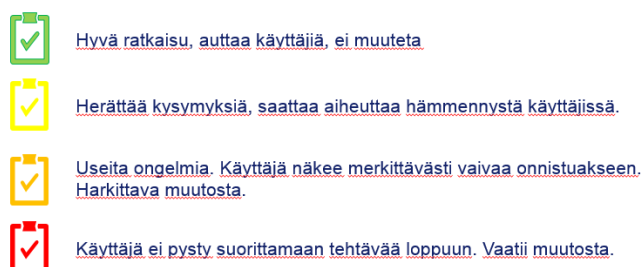 Hyvä ratkaisu, auttaa käyttäjiä, ei muuteta
Herättää kysymyksiä, saattaa aiheuttaa hämmennystä käyttäjissä.
Useita ongelmia. Käyttäjä näkee merkittävästi vaivaa onnistuakseen.
Harkittava muutosta.
Käyttäjä ei pysty suorittamaan tehtävää loppuun. Vaatii muutosta.